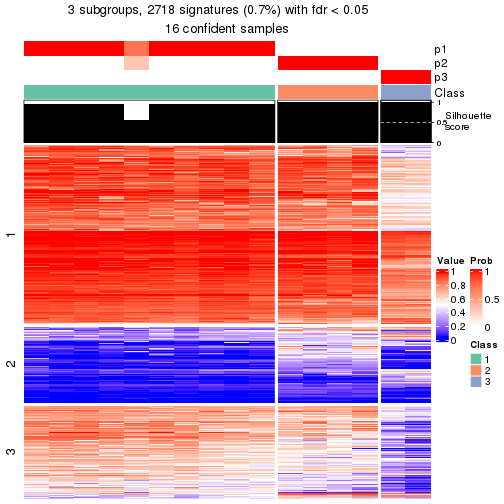 3 subgroups, 2718 signatures (0.7%) with fdr < 0.05
16 confident samples
p1
p2
p3
Class
1
0.5
0
Silhouette
score
1
2
3
Value
1
0.8
0.6
0.4
0.2
0
Prob
1
0.5
0
Class
1
2
3